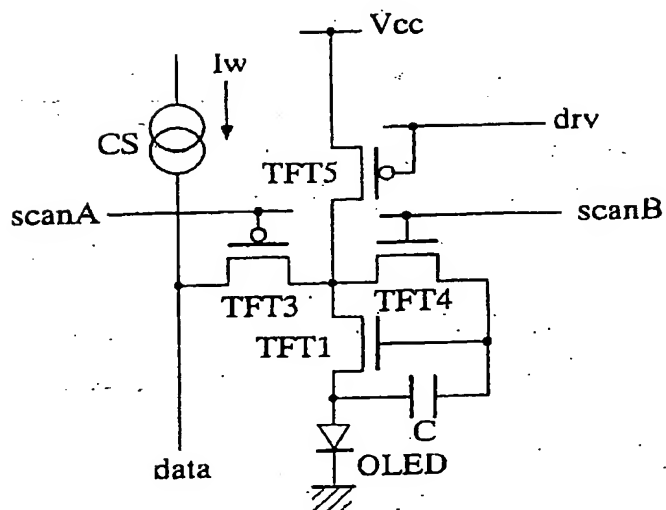 Vcc
Iw
CS
drv
TFT5
scanA
scanB
TFT3
TFT4
TFT1
C
OLED
data